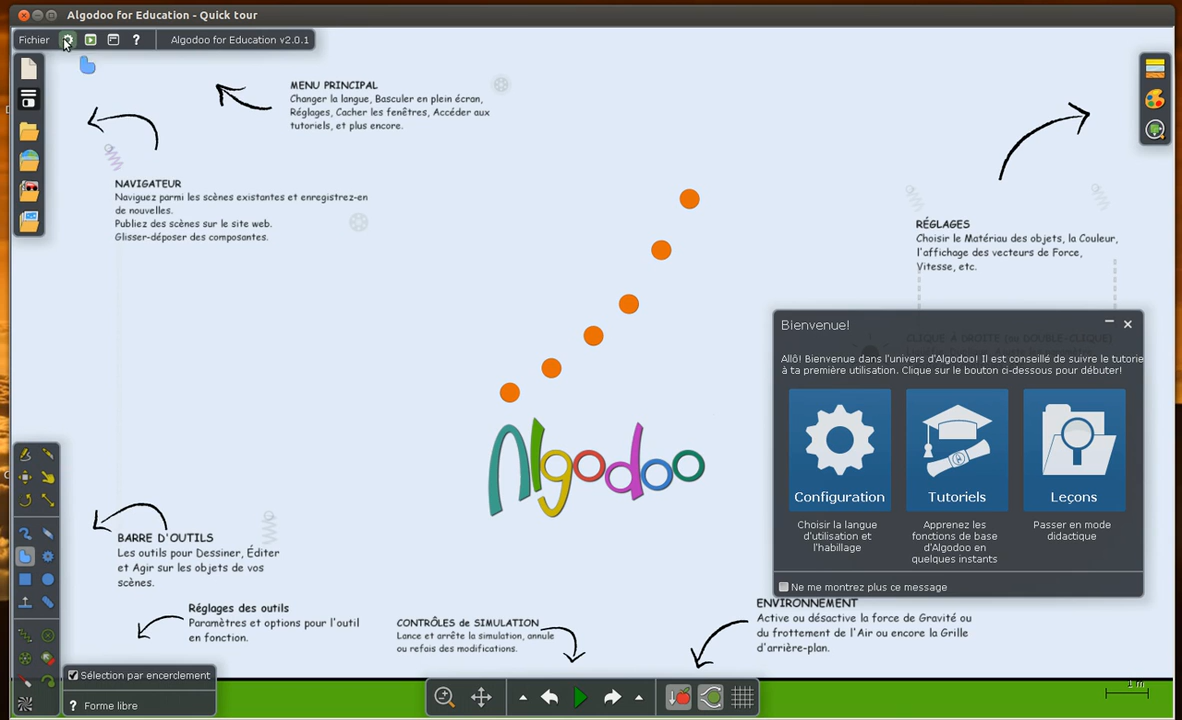 Algodoo for Education - Quick tour
Fichier
?
Algodoo for Education v2.0.1
MENU PRINCIPAL
Changer la langue, Basculer en plein écran,
Réglages, Cacher les fenêtres, Accéder aux
tutoriels, et plus encore.
NAVIGATEUR
Naviguez parmi les scènes existantes et enregistrez-en
de nouvelles.
Publiez des scènes sur le site web.
Glisser-déposer des composantes.
RÉGLAGES
Choisir le Matériau des objets, la Couleur,
l'affichage des vecteurs de Force,
Vitesse, etc.
Bienvenue!
CLIQUE À DROITE (ou DOUBLE-CLIQUE)
Allô! Bienvenue dans l'univers d'Algodoo! Il est conseillé de suivre le tutorie
à ta première utilisation. Clique sur le bouton ci-dessous pour débuter!
Configuration
Tutoriels
Leçons
Choisir la langue
d'utilisation et
l'habillage
Apprenez les
fonctions de base
d'Algodoo en
quelques instants
Passer en mode
didactique
Ne me montrez plus ce message
Algodoo
BARRE D'OUTILS
Les outils pour Dessiner, Éditer
et Agir sur les objets de vos
scènes.
Réglages des outils
Paramètres et options pour l'outil
en fonction.
CONTRÔLES de SIMULATION
Lance et arrête la simulation, annule
ou refais des modifications.
ENVIRONNEMENT
Active ou désactive la force de Gravité ou
du frottement de l'Air ou encore la Grille
d'arrière-plan.
Sélection par encerclement
? Forme libre
1 m